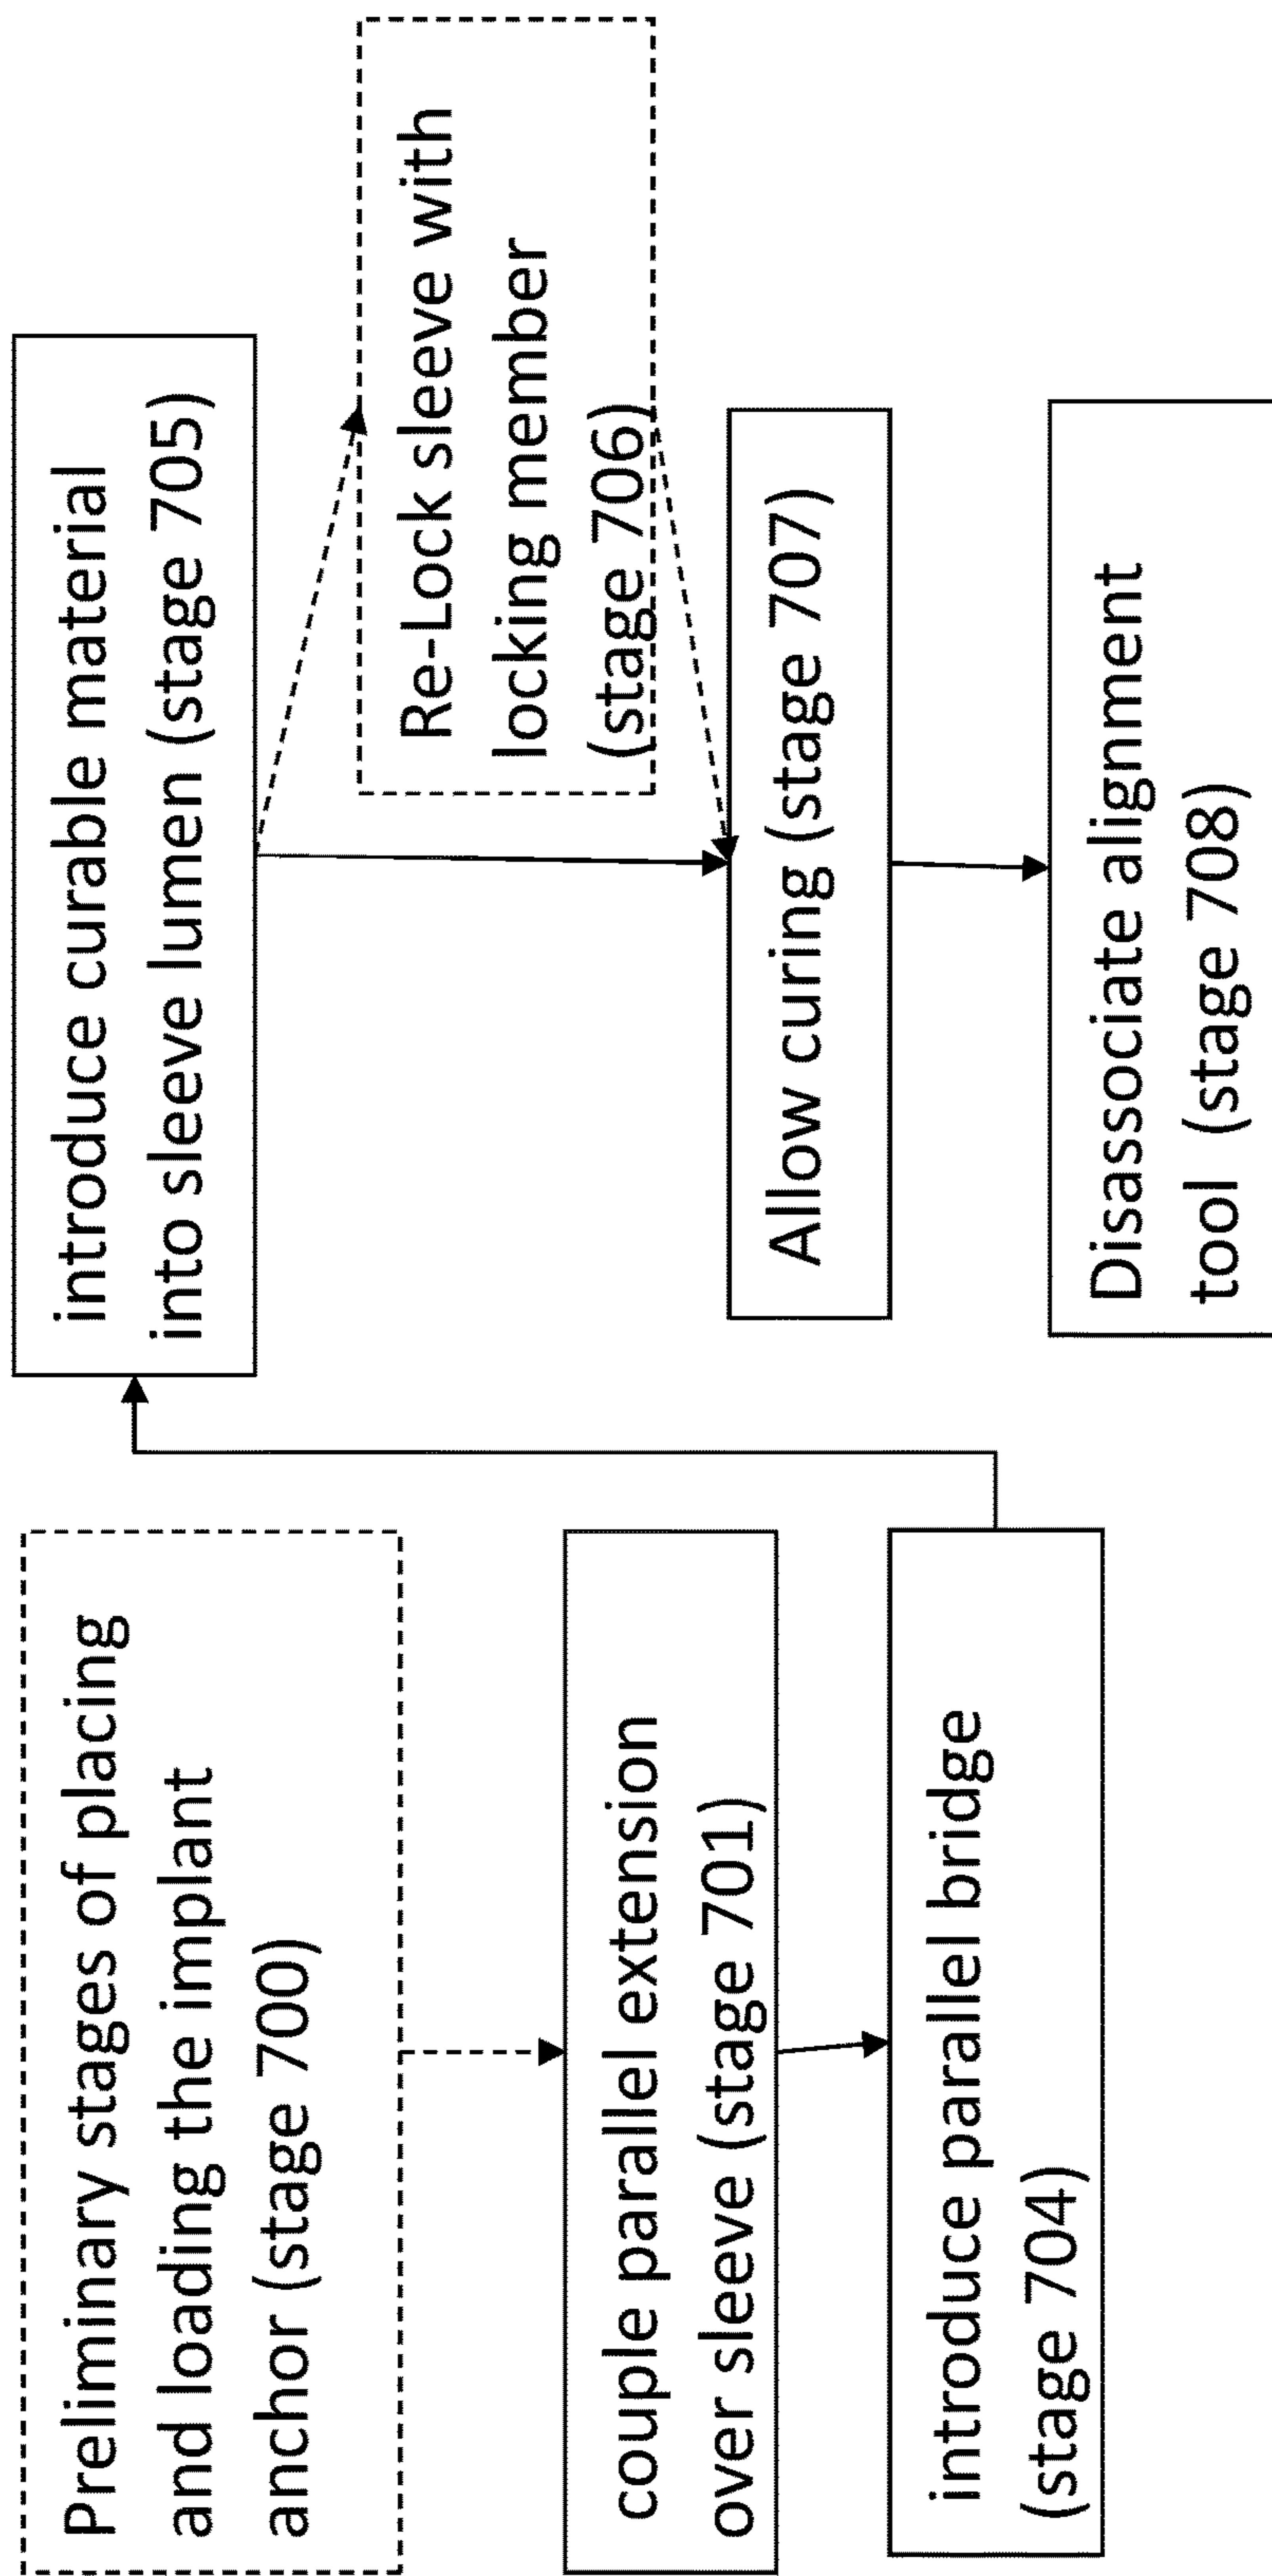 Preliminary stages of placing
and loading the implant
anchor (stage 700)
couple parallel extension
over sleeve (stage 701)
introduce parallel bridge
(stage 704)
introduce curable material
into sleeve lumen (stage 705)
Re-Lock sleeve with
locking member
(stage 706)
Allow curing (stage 707)
Disassociate alignment
tool (stage 708)